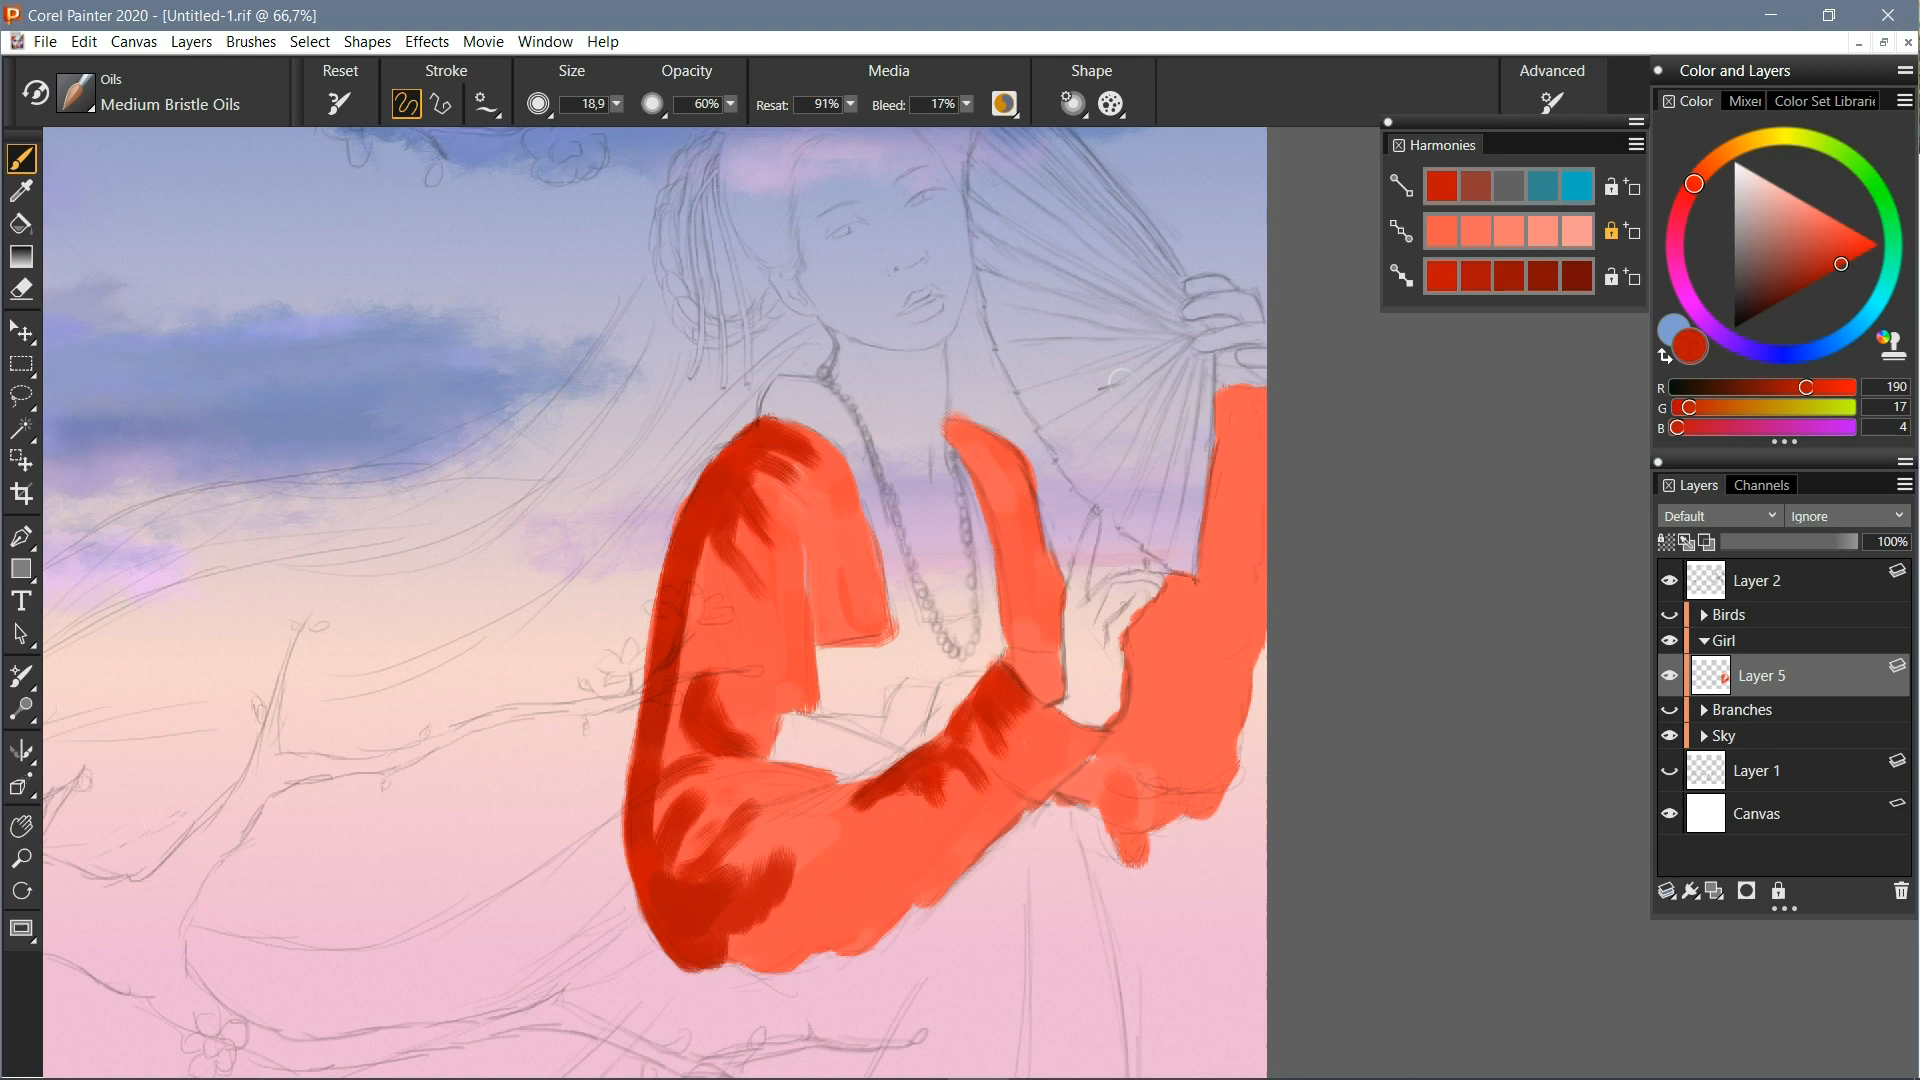 Corel Painter 2020 - [Untitled-1.rif @ 66,7%]
File Edit Canvas Layers Brushes Select Shapes Effects Movie Window Help
Oils
Medium Bristle Oils
Reset
Stroke
Size 18,9
Opacity 60%
Media
Resat: 91% Bleed: 17%
Shape
Advanced
Harmonies
Color and Layers
Color Mixer Color Set Librarie
R 190
G 17
B 4
Layers Channels
Default Ignore
100%
Layer 2
Birds
Girl
Layer 5
Branches
Sky
Layer 1
Canvas